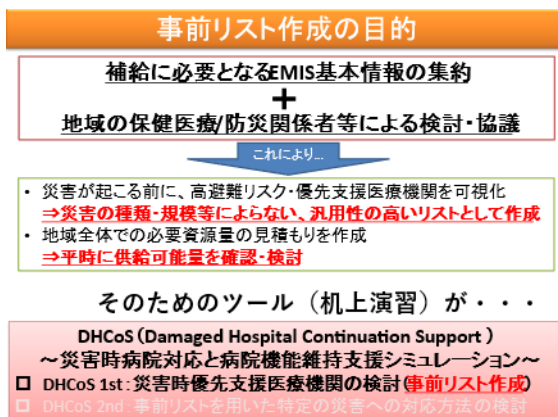 事前リスト作成の目的
補給に必要となるEMIS基本情報の集約
+
地域の保健医療/防災関係者等による検討・協議
これにより…
・ 災害が起こる前に、高避難リスク・優先支援医療機関を可視化
⇒災害の種類・規模等によらない、汎用性の高いリストとして作成
・ 地域全体での必要資源量の見積もりを作成
⇒平時に供給可能量を確認・検討
そのためのツール（机上演習）が・・・
DHCoS（Damaged Hospital Continuation Support ）
～災害時病院対応と病院機能維持支援シミュレーション～
□ DHCoS 1st：災害時優先支援医療機関の検討(事前リスト作成)
□ DHCoS 2nd：事前リストを用いた特定の災害への対応方法の検討